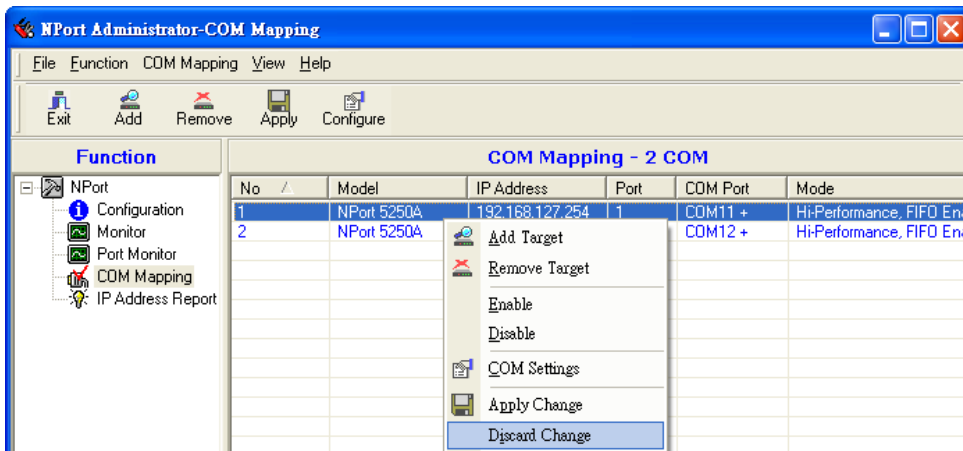 NPort Administrator-COM Mapping
File Function COM Mapping View Help
Exit Add Remove Apply Configure
Function
COM Mapping - 2 COM
NPort
Configuration
Monitor
Port Monitor
COM Mapping
IP Address Report
No Model IP Address Port COM Port Mode
1 NPort 5250A 192.168.127.254 1 COM11 + Hi-Performance, FIFO Ena
2 NPort 5250A COM12 + Hi-Performance, FIFO Ena
Add Target
Remove Target
Enable
Disable
COM Settings
Apply Change
Discard Change